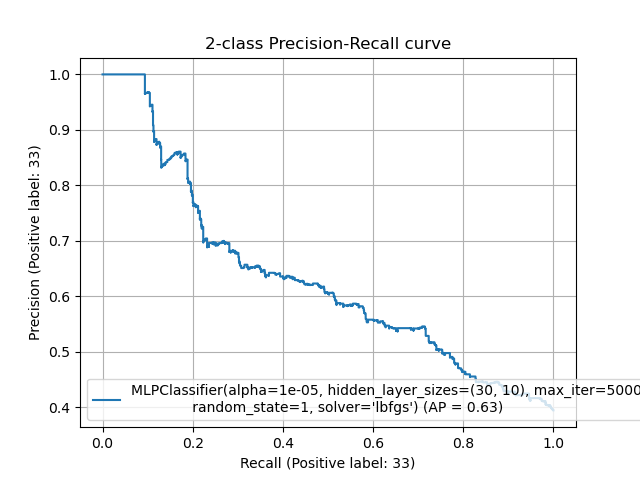 2-class Precision-Recall curve
1.0
0.9
0.8
0.7
0.6
0.5
0.4
Precision (Positive label: 33)
MLPClassifier(alpha=1e-05, hidden_layer_sizes=(30, 10), max_iter=5000
random_state=1, solver='lbfgs') (AP = 0.63)
0.0 0.2 0.4 0.6 0.8 1.0
Recall (Positive label: 33)